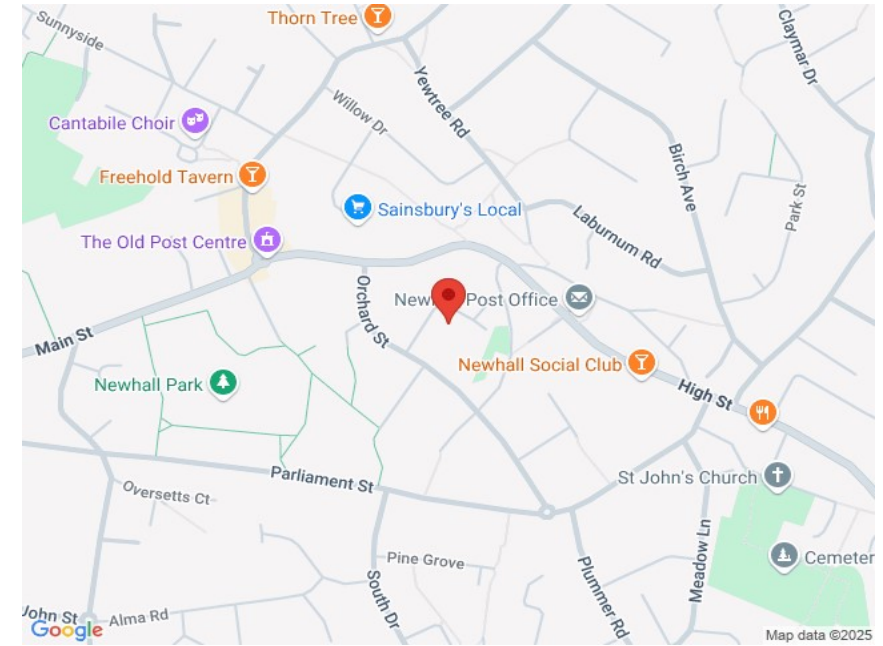 Sunnyside
Thorn Tree
Claymar Dr
Yewtree Rd
Willow Dr
Cantabile Choir
Birch Ave
Freehold Tavern
Park St
Sainsbury's Local
Laburnum Rd
The Old Post Centre
Orchard St
Post Office
Main St
Newhall Social Club
Newhall Park
High St
Parliament St
St John's Church
Oversetts Ct
Meadow Ln
Pine Grove
Cemeter
South Dr
Plummer Rd
John St
Alma Rd
Google
Map data ©2025